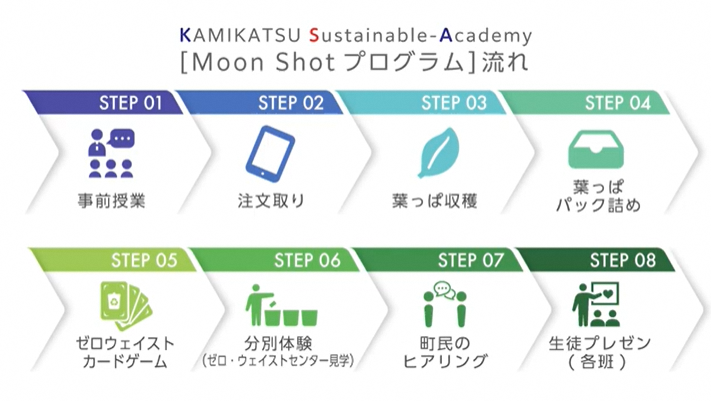 KAMIKATSU Sustainable-Academy
[Moon Shot プログラム]流れ
STEP 01
STEP 02
STEP 03
STEP 04
事前授業
注文取り
葉っぱ収穫
葉っぱ
パック詰め
STEP 05
STEP 06
STEP 07
STEP 08
ゼロウェイスト
カードゲーム
分別体験
(ゼロ・ウェイストセンター見学)
町民の
ヒアリング
生徒プレゼン
(各班)